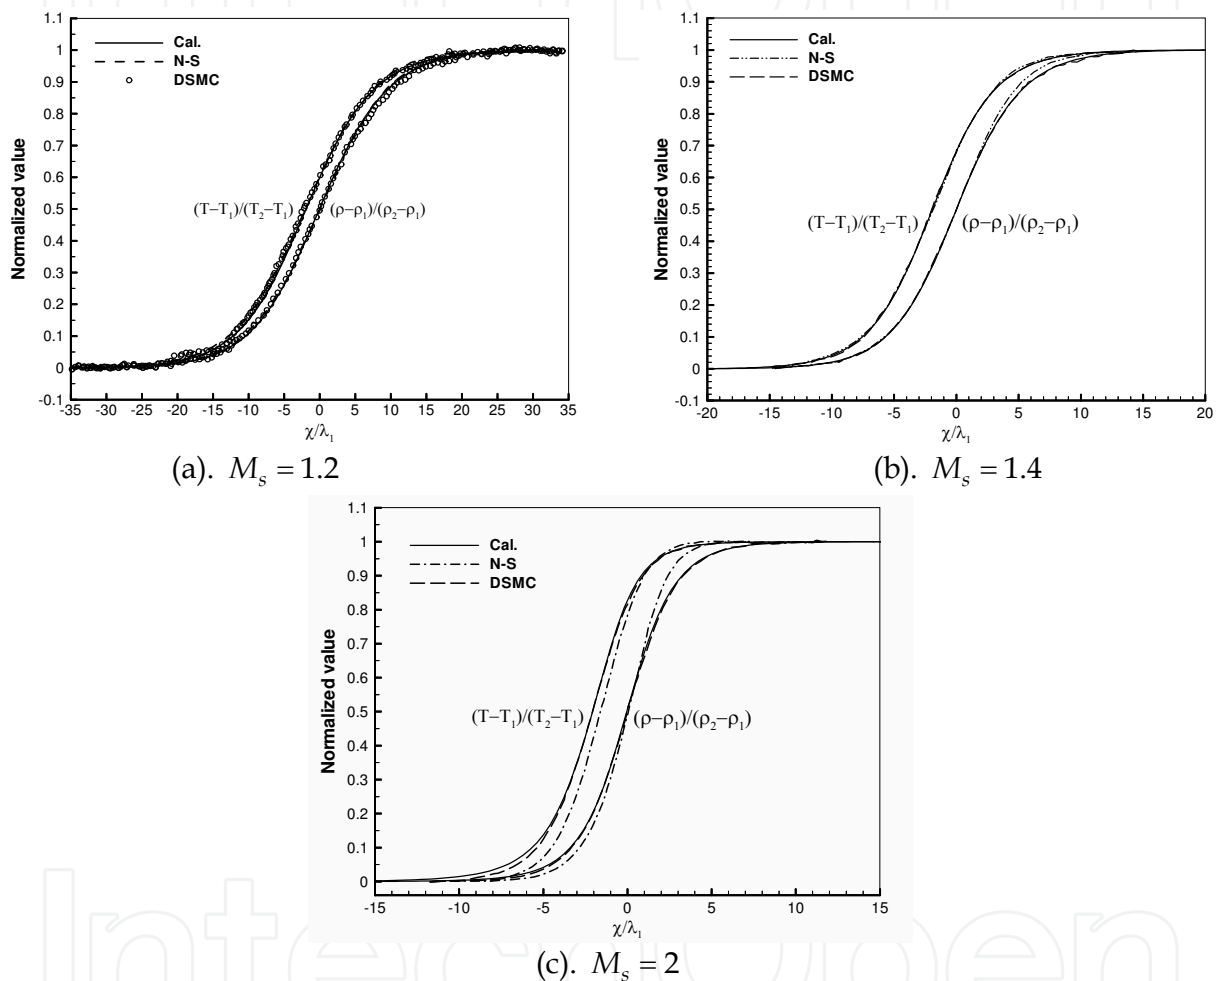 1.1
1
0.9
0.8
0.7
0.6
0.5
0.4
0.3
0.2
0.1
0
-0.1
Normalized value
Cal.
N-S
DSMC
(T−T₁)/(T₂−T₁)
(ρ−ρ₁)/(ρ₂−ρ₁)
-35 -30 -25 -20 -15 -10 -5 0 5 10 15 20 25 30 35
χ/λ₁
(a). Mₛ = 1.2
1.1
1
0.9
0.8
0.7
0.6
0.5
0.4
0.3
0.2
0.1
0
-0.1
Normalized value
Cal.
N-S
DSMC
(T−T₁)/(T₂−T₁)
(ρ−ρ₁)/(ρ₂−ρ₁)
-20 -15 -10 -5 0 5 10 15 20
χ/λ₁
(b). Mₛ = 1.4
1.1
1
0.9
0.8
0.7
0.6
0.5
0.4
0.3
0.2
0.1
0
Normalized value
Cal.
N-S
DSMC
(T−T₁)/(T₂−T₁)
(ρ−ρ₁)/(ρ₂−ρ₁)
-15 -10 -5 0 5 10 15
χ/λ₁
(c). Mₛ = 2
IntechOpen